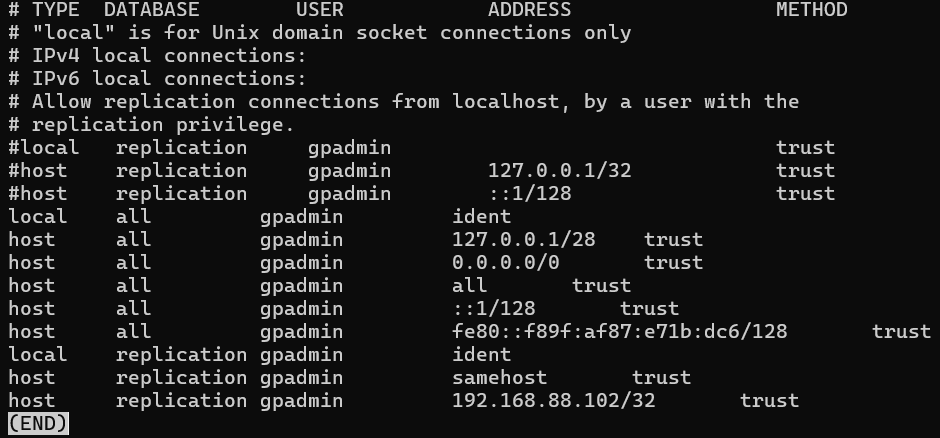 # TYPE  DATABASE        USER            ADDRESS                 METHOD
# "local" is for Unix domain socket connections only
# IPv4 local connections:
# IPv6 local connections:
# Allow replication connections from localhost, by a user with the
# replication privilege.
#local   replication     gpadmin                                trust
#host    replication     gpadmin        127.0.0.1/32            trust
#host    replication     gpadmin        ::1/128                 trust
local    all         gpadmin         ident
host     all         gpadmin         127.0.0.1/28    trust
host     all         gpadmin         0.0.0.0/0       trust
host     all         gpadmin         all       trust
host     all         gpadmin         ::1/128       trust
host     all         gpadmin         fe80::f89f:af87:e71b:dc6/128       trust
local    replication gpadmin         ident
host     replication gpadmin         samehost       trust
host     replication gpadmin         192.168.88.102/32       trust
(END)